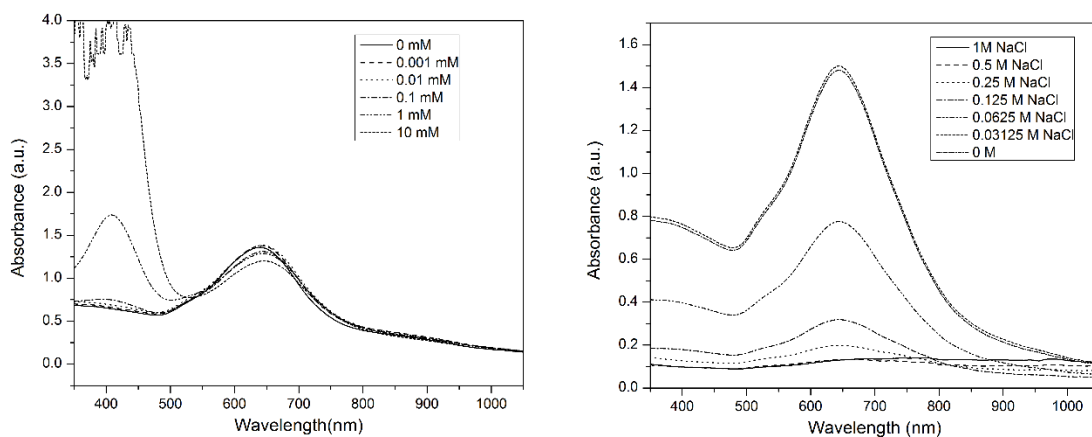 4.0
3.5
3.0
2.5
2.0
1.5
1.0
0.5
0.0
Absorbance (a.u.)
0 mM
0.001 mM
0.01 mM
0.1 mM
1 mM
10 mM
400 500 600 700 800 900 1000
Wavelength(nm)
1.6
1.4
1.2
1.0
0.8
0.6
0.4
0.2
0.0
Absorbance (a.u.)
1M NaCl
0.5 M NaCl
0.25 M NaCl
0.125 M NaCl
0.0625 M NaCl
0.03125 M NaCl
0 M
400 500 600 700 800 900 1000
Wavelength (nm)